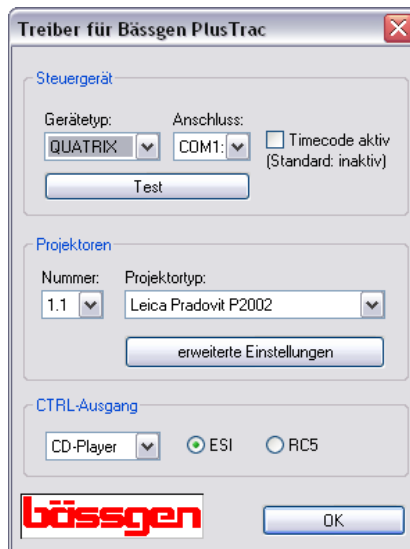 Treiber für Bässgen PlusTrac
Steuergerät
Gerätetyp: Anschluss:
QUATRIX COM1: Timecode aktiv
(Standard: inaktiv)
Test
Projektoren
Nummer: Projektortyp:
1.1 Leica Pradovit P2002
erweiterte Einstellungen
CTRL-Ausgang
CD-Player ESI RC5
bässgen OK